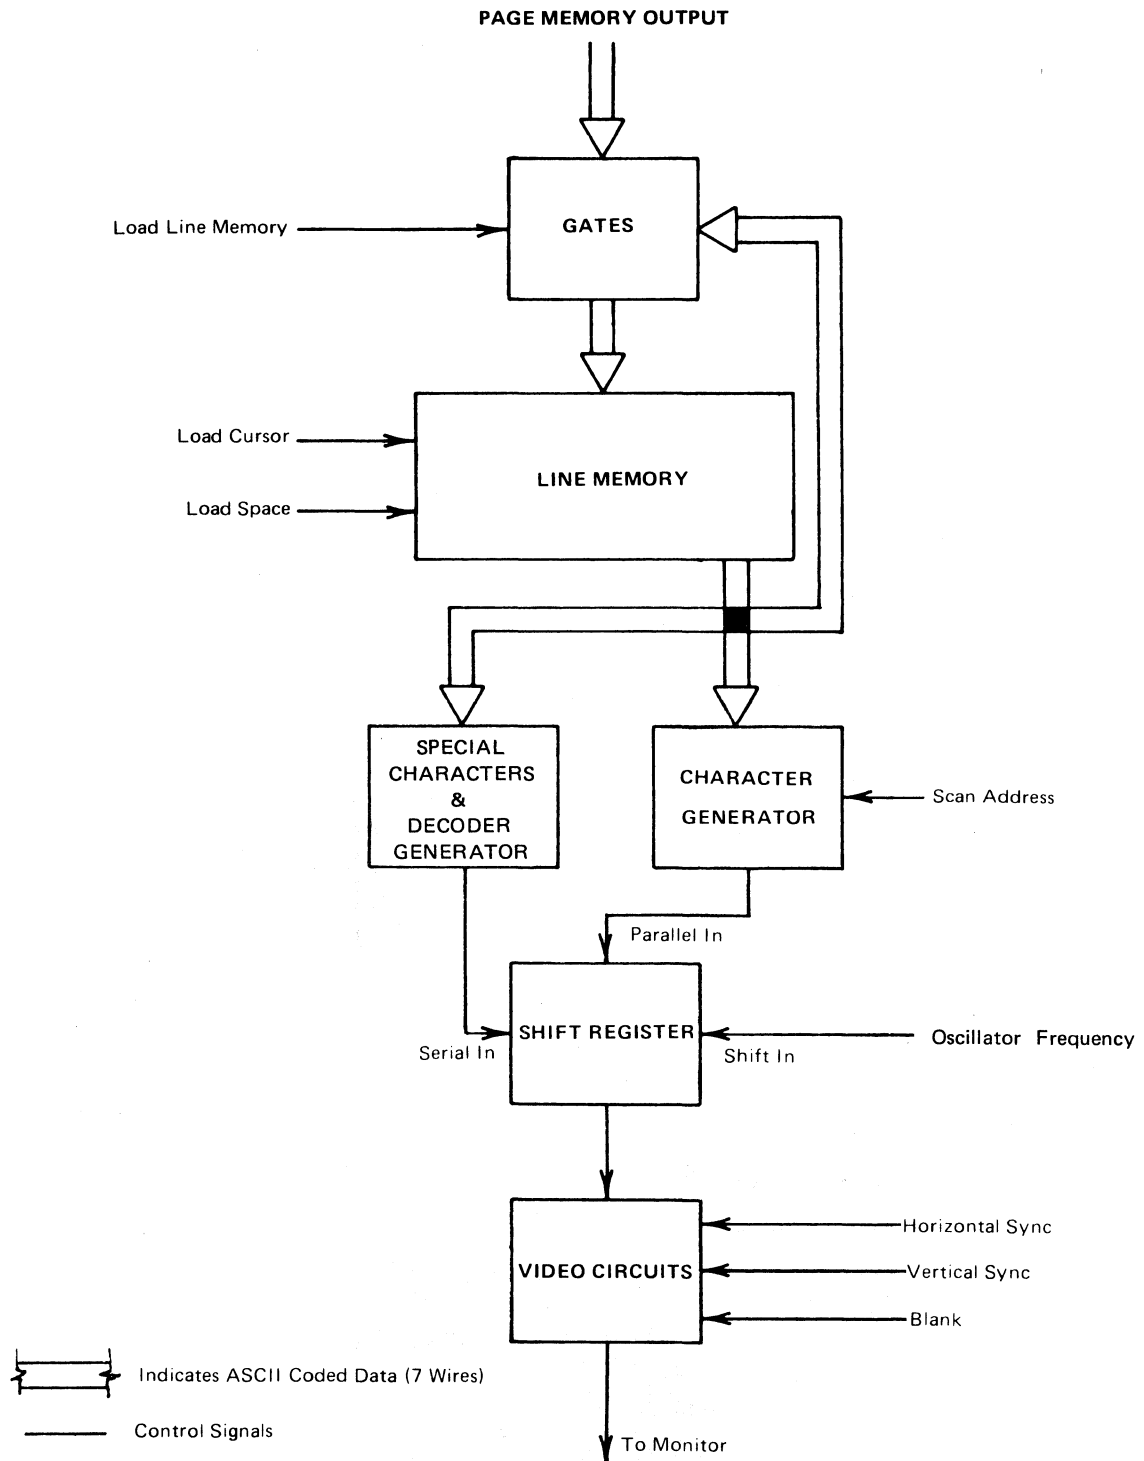 PAGE MEMORY OUTPUT
GATES
Load Line Memory
Load Cursor
LINE MEMORY
Load Space
SPECIAL
CHARACTERS
&
DECODER
GENERATOR
CHARACTER
GENERATOR
Scan Address
Parallel In
SHIFT REGISTER
Serial In
Shift In
Oscillator Frequency
Horizontal Sync
VIDEO CIRCUITS
Vertical Sync
Blank
Indicates ASCII Coded Data (7 Wires)
Control Signals
To Monitor